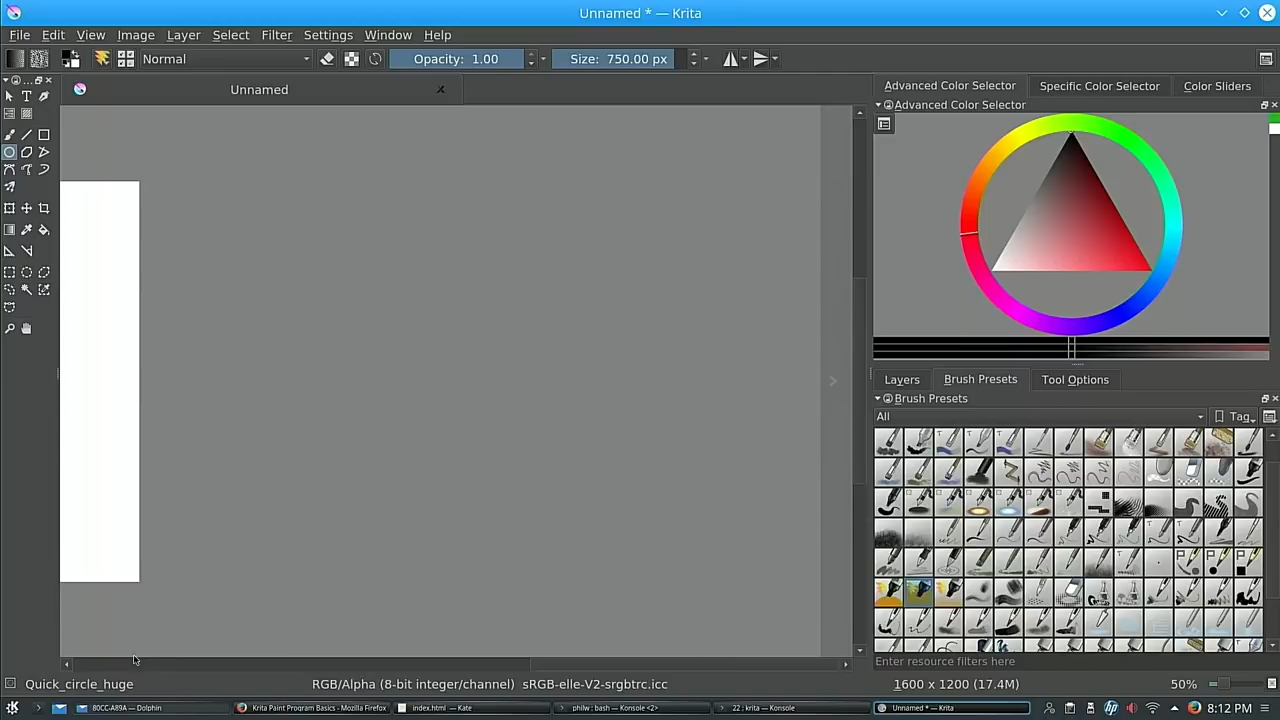 Unnamed * — Krita
File Edit View Image Layer Select Filter Settings Window Help
Normal Opacity: 1.00 Size: 750.00 px
Unnamed
Advanced Color Selector Specific Color Selector Color Sliders
Advanced Color Selector
Layers Brush Presets Tool Options
Brush Presets
All Tag
Enter resource filters here
Quick_circle_huge RGB/Alpha (8-bit integer/channel) sRGB-elle-V2-srgbtrc.icc 1600 x 1200 (17.4M) 50%
80CC-A89A — Dolphin Krita Paint Program Basics - Mozilla Firefox index.html — Kate philw : bash — Konsole <2> 22 : krita — Konsole Unnamed * — Krita 8:12 PM